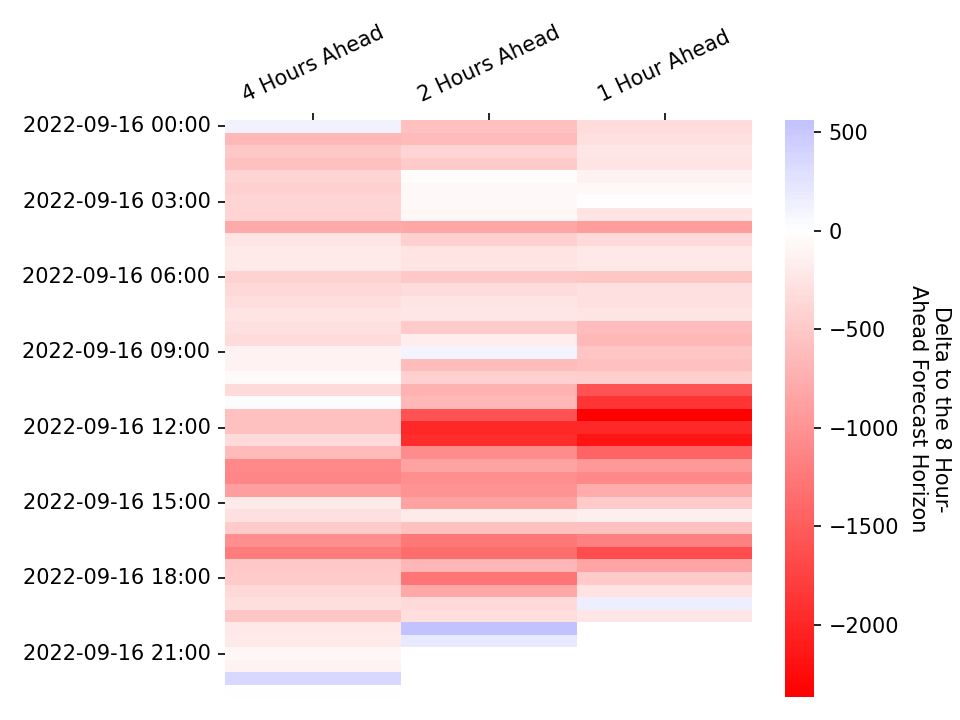 4 Hours Ahead
2 Hours Ahead
1 Hour Ahead
2022-09-16 00:00
2022-09-16 03:00
2022-09-16 06:00
2022-09-16 09:00
2022-09-16 12:00
2022-09-16 15:00
2022-09-16 18:00
2022-09-16 21:00
500
0
−500
−1000
−1500
−2000
Delta to the 8 Hour-
Ahead Forecast Horizon